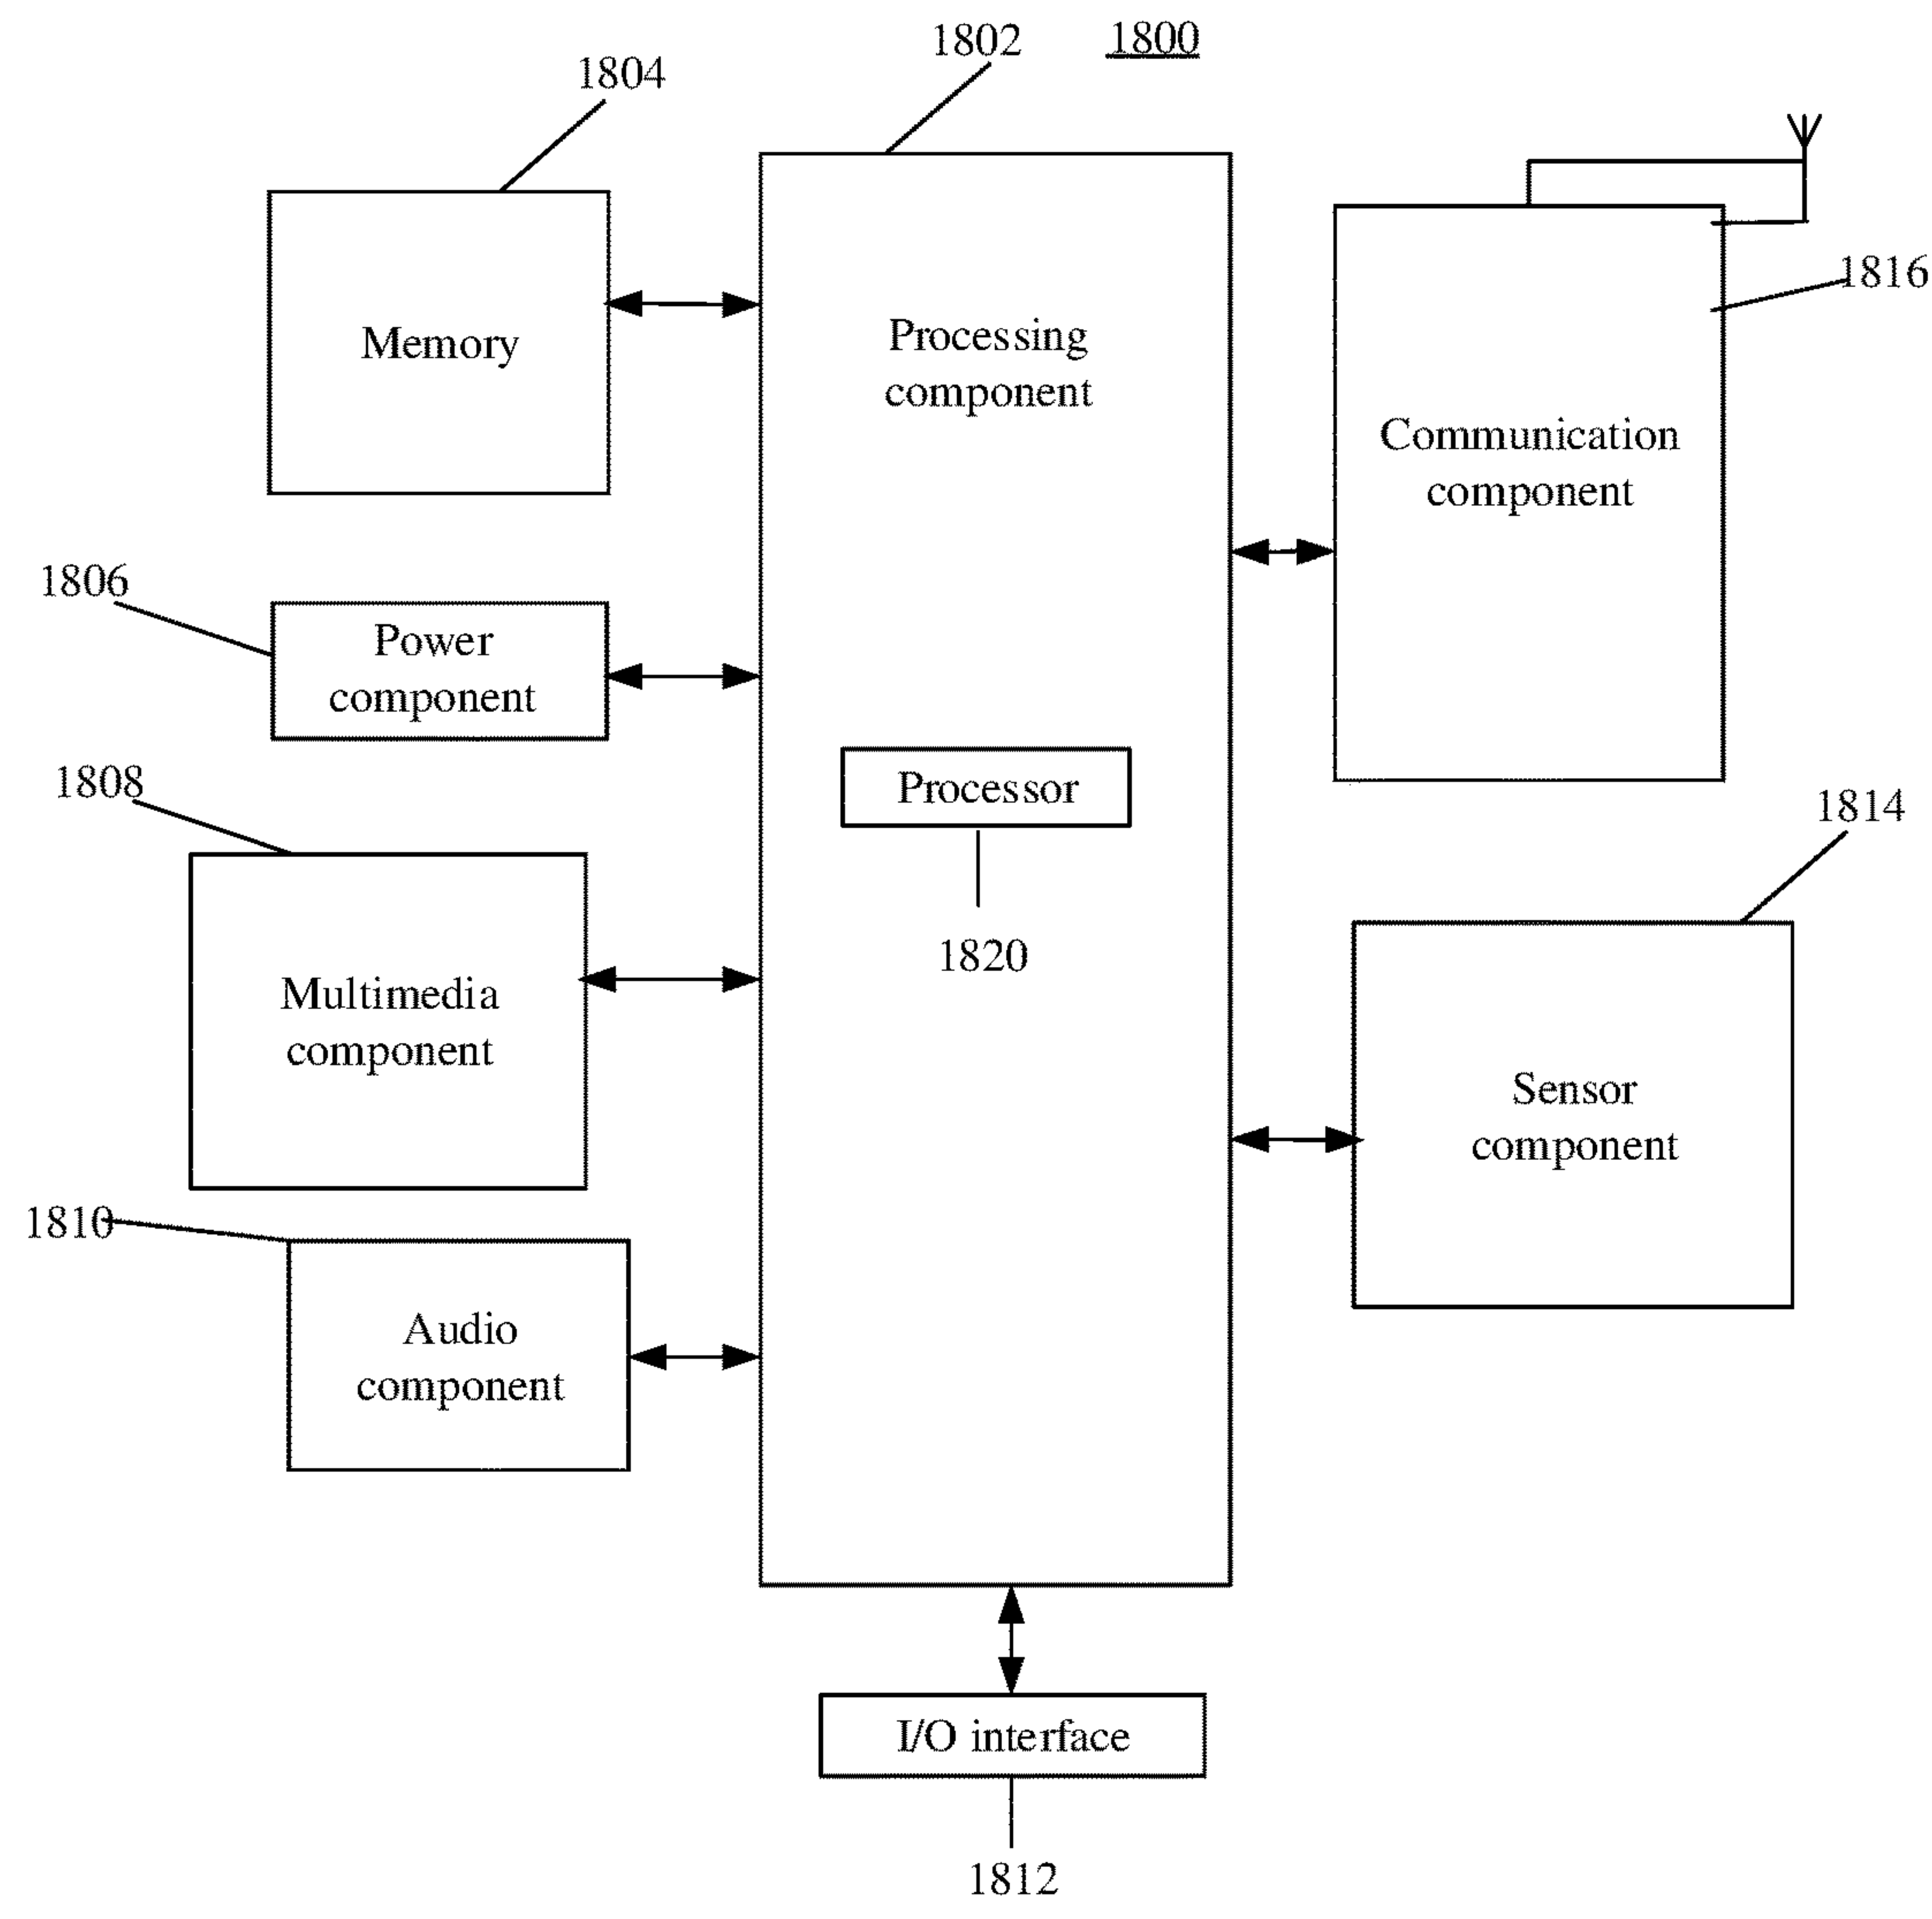 1802
1800
1804
1816
Memory
Processing
component
Communication
component
1806
Power
component
1808
Processor
1814
1820
Multimedia
component
Sensor
component
1810
Audio
component
I/O interface
1812